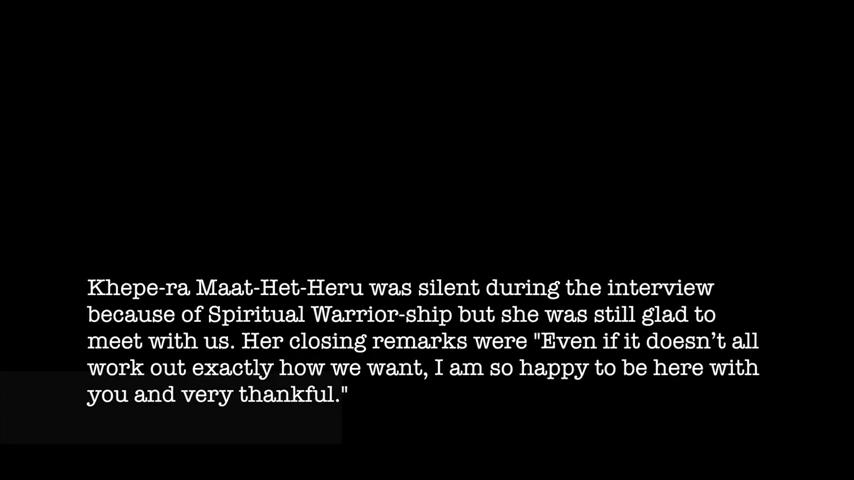 Khepe-ra Maat-Het-Heru was silent during the interview
because of Spiritual Warrior-ship but she was still glad to
meet with us. Her closing remarks were "Even if it doesn’t all
work out exactly how we want, I am so happy to be here with
you and very thankful."